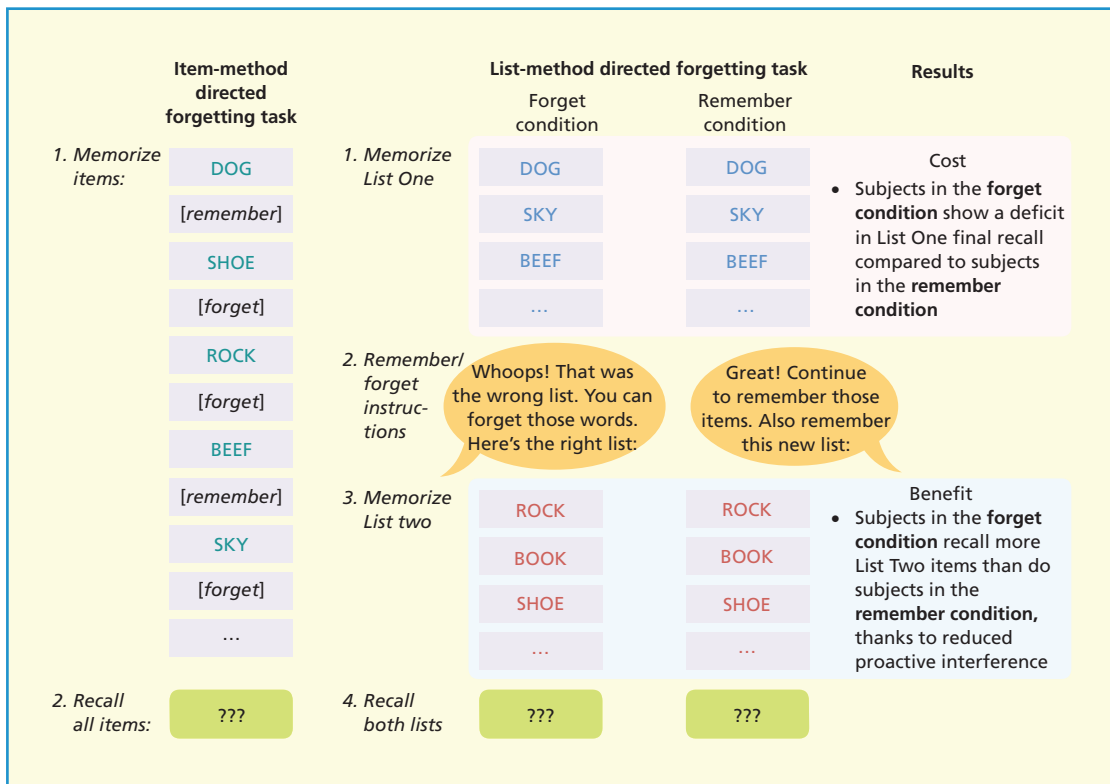 Item-method
directed
forgetting task
1. Memorize
items:
DOG
[remember]
SHOE
[forget]
ROCK
[forget]
BEEF
[remember]
SKY
[forget]
...
2. Recall
all items:
???
List-method directed forgetting task
Forget
condition
Remember
condition
1. Memorize
List One
DOG
SKY
BEEF
...
DOG
SKY
BEEF
...
2. Remember/
forget
instruc-
tions
Whoops! That was
the wrong list. You can
forget those words.
Here's the right list:
Great! Continue
to remember those
items. Also remember
this new list:
3. Memorize
List two
ROCK
BOOK
SHOE
...
ROCK
BOOK
SHOE
...
4. Recall
both lists
???
???
Results
Cost
• Subjects in the forget
condition show a deficit
in List One final recall
compared to subjects
in the remember
condition
Benefit
• Subjects in the forget
condition recall more
List Two items than do
subjects in the
remember condition,
thanks to reduced
proactive interference